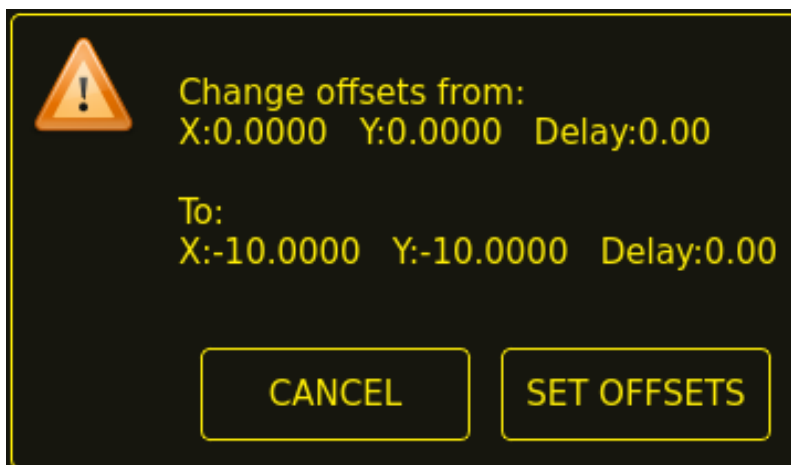 Change offsets from:
X:0.0000 Y:0.0000 Delay:0.00
To:
X:-10.0000 Y:-10.0000 Delay:0.00
CANCEL SET OFFSETS